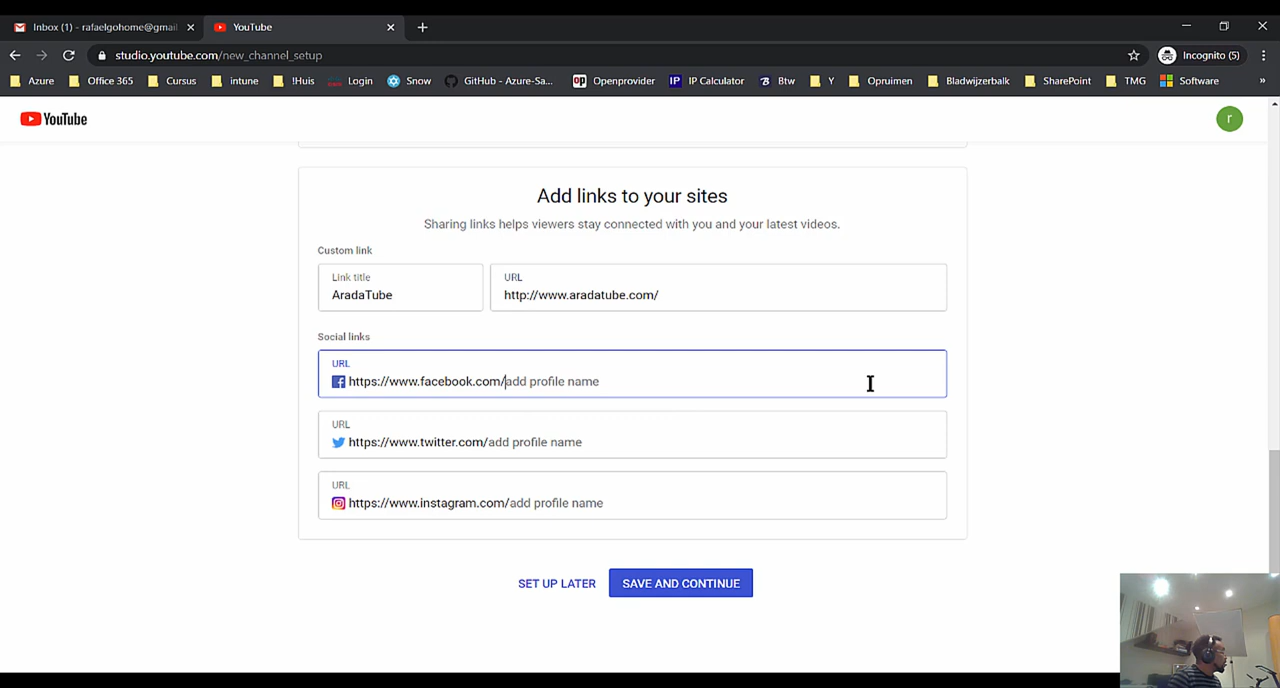 Inbox (1) - rafaelgohome@gmail
YouTube
studio.youtube.com/new_channel_setup
Incognito (5)
Azure
Office 365
Cursus
intune
!Huis
Login
Snow
GitHub - Azure-Sa...
op
Openprovider
IP
IP Calculator
B
Btw
Y
Opruimen
Bladwijzerbalk
SharePoint
TMG
Software
»
YouTube
r
Add links to your sites
Sharing links helps viewers stay connected with you and your latest videos.
Custom link
Link title
AradaTube
URL
http://www.aradatube.com/
Social links
URL
https://www.facebook.com/add profile name
URL
https://www.twitter.com/add profile name
URL
https://www.instagram.com/add profile name
SET UP LATER
SAVE AND CONTINUE